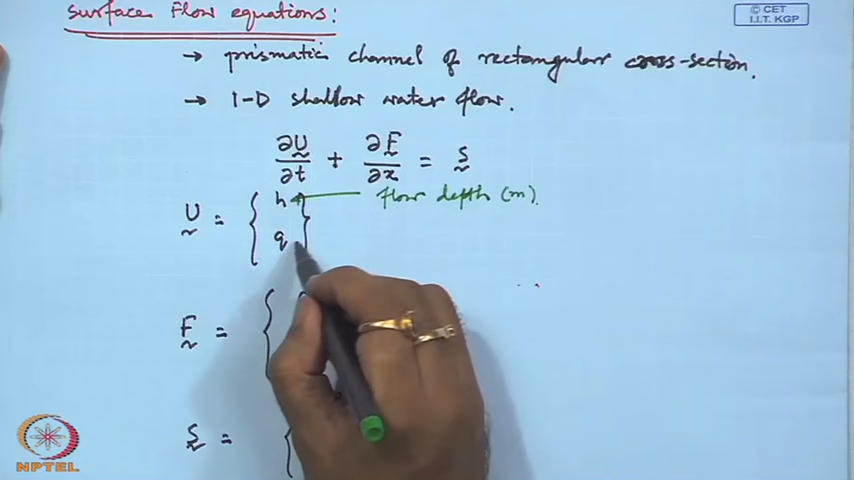 Surface Flow equations:
© CET
I.I.T. KGP
→ prismatic channel of rectangular cross-section.
→ 1-D shallow water flow.
∂U/∂t + ∂F/∂x = S
U = { h ← flow depth (m).
q }
F = {
S = {
NPTEL